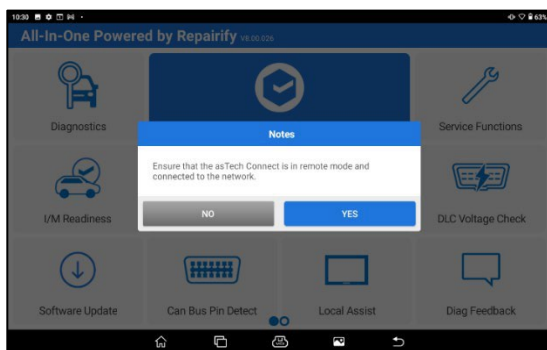 10:30
63%
All-In-One Powered by Repairify V8.00.026
Diagnostics
Service Functions
Notes
Ensure that the asTech Connect is in remote mode and
connected to the network.
NO
YES
I/M Readiness
DLC Voltage Check
Software Update
Can Bus Pin Detect
Local Assist
Diag Feedback